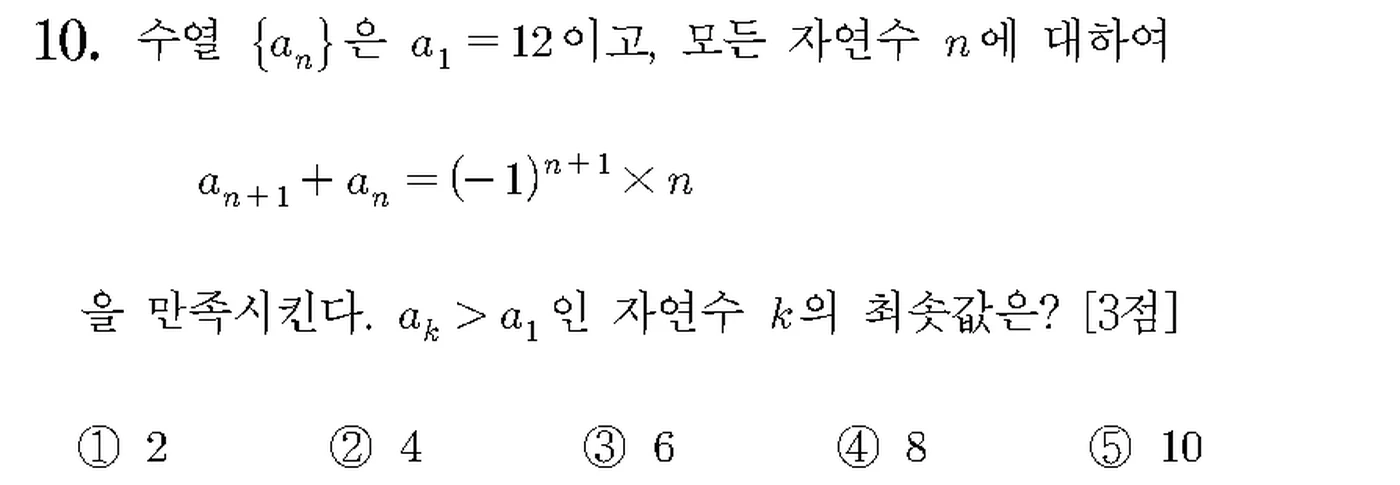 10. 수열 {aₙ}은 a₁ = 12이고, 모든 자연수 n에 대하여
aₙ₊₁ + aₙ = (−1)ⁿ⁺¹ × n
을 만족시킨다. aₖ > a₁인 자연수 k의 최솟값은? [3점]
① 2 ② 4 ③ 6 ④ 8 ⑤ 10